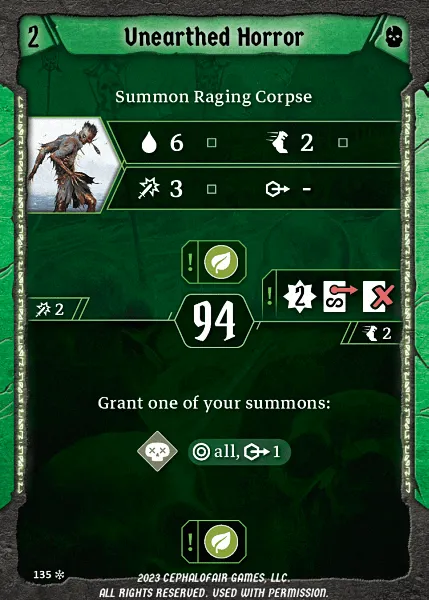 2 Unearthed Horror
Summon Raging Corpse
6 2
3 -
! 
! 2
2 94 2
Grant one of your summons:
all, 1
!
135
2023 CEPHALOFAIR GAMES, LLC.
ALL RIGHTS RESERVED. USED WITH PERMISSION.